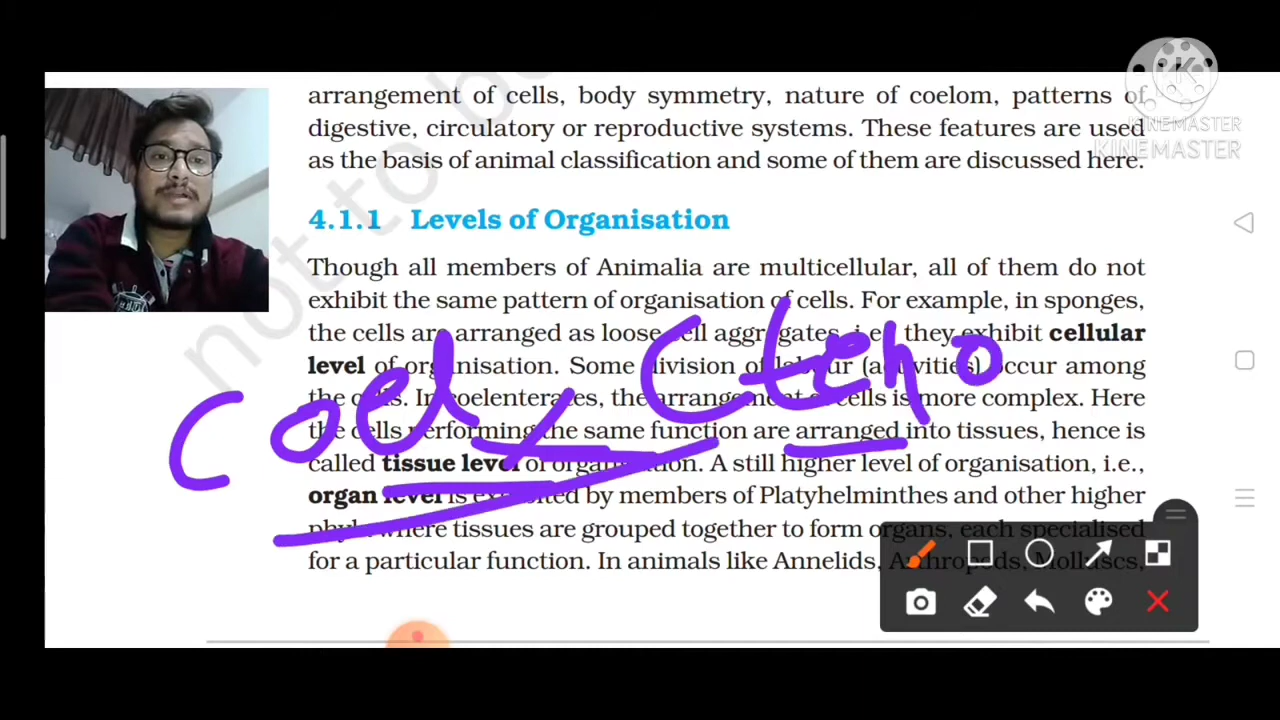 arrangement of cells, body symmetry, nature of coelom, patterns of
digestive, circulatory or reproductive systems. These features are used
as the basis of animal classification and some of them are discussed here.
KINEMASTER
KINEMASTER
4.1.1 Levels of Organisation
Though all members of Animalia are multicellular, all of them do not
exhibit the same pattern of organisation of cells. For example, in sponges,
the cells are arranged as loose cell aggregates, i.e., they exhibit cellular
level of organisation. Some division of labour (activities) occur among
the cells. In coelenterates, the arrangement of cells is more complex. Here
the cells performing the same function are arranged into tissues, hence is
called tissue level of organisation. A still higher level of organisation, i.e.,
organ level is exhibited by members of Platyhelminthes and other higher
phyla where tissues are grouped together to form organs, each specialised
for a particular function. In animals like Annelids, Arthropods, Molluscs,
Coel, Cteno
not to be